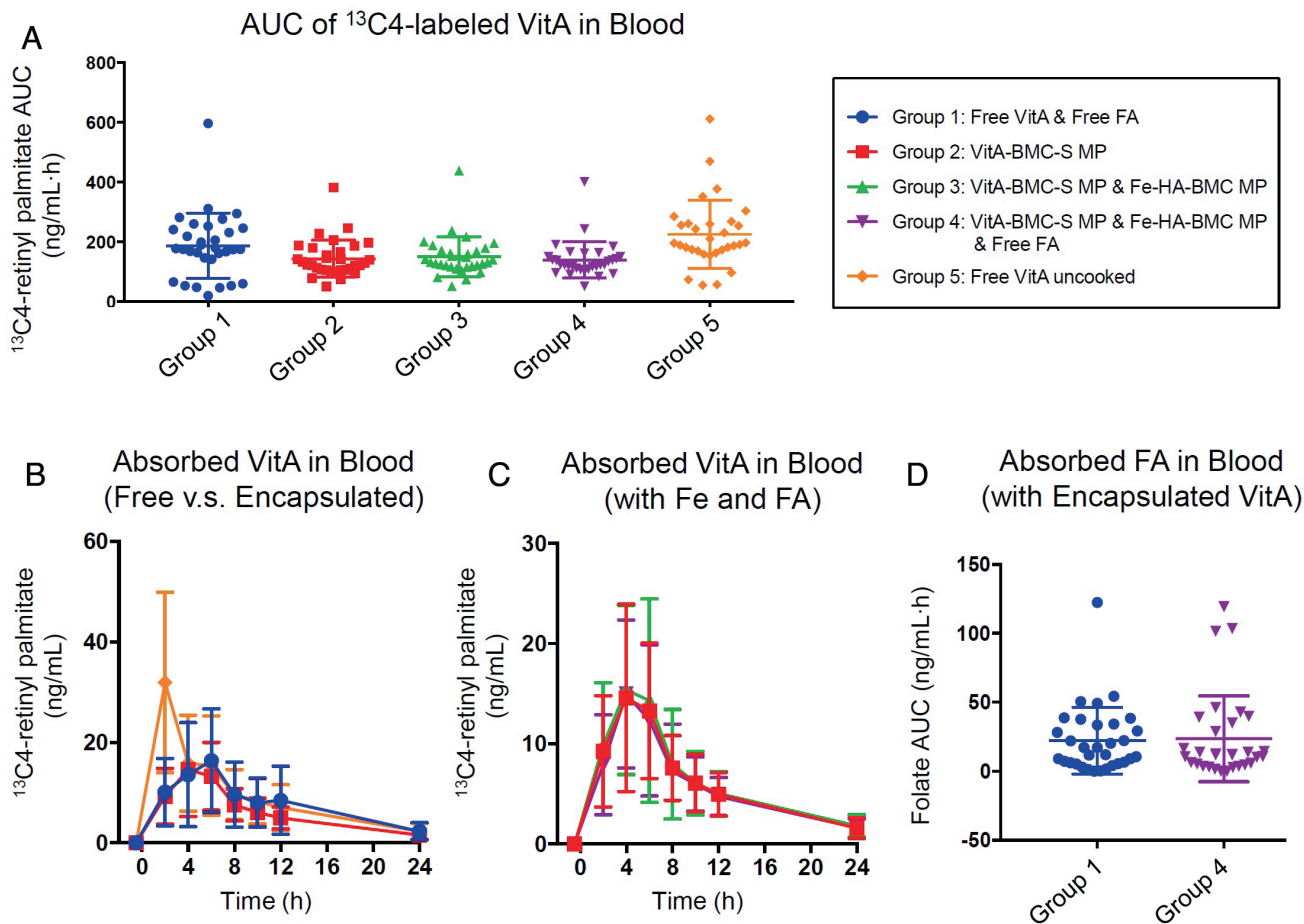 A
AUC of ¹³C4-labeled VitA in Blood
¹³C4-retinyl palmitate AUC
(ng/mL·h)
800
600
400
200
0
Group 1
Group 2
Group 3
Group 4
Group 5
Group 1: Free VitA & Free FA
Group 2: VitA-BMC-S MP
Group 3: VitA-BMC-S MP & Fe-HA-BMC MP
Group 4: VitA-BMC-S MP & Fe-HA-BMC MP
& Free FA
Group 5: Free VitA uncooked
B
Absorbed VitA in Blood
(Free v.s. Encapsulated)
¹³C4-retinyl palmitate
(ng/mL)
60
40
20
0
0 4 8 12 16 20 24
Time (h)
C
Absorbed VitA in Blood
(with Fe and FA)
¹³C4-retinyl palmitate
(ng/mL)
30
20
10
0
0 4 8 12 16 20 24
Time (h)
D
Absorbed FA in Blood
(with Encapsulated VitA)
Folate AUC (ng/mL·h)
150
100
50
0
-50
Group 1
Group 4